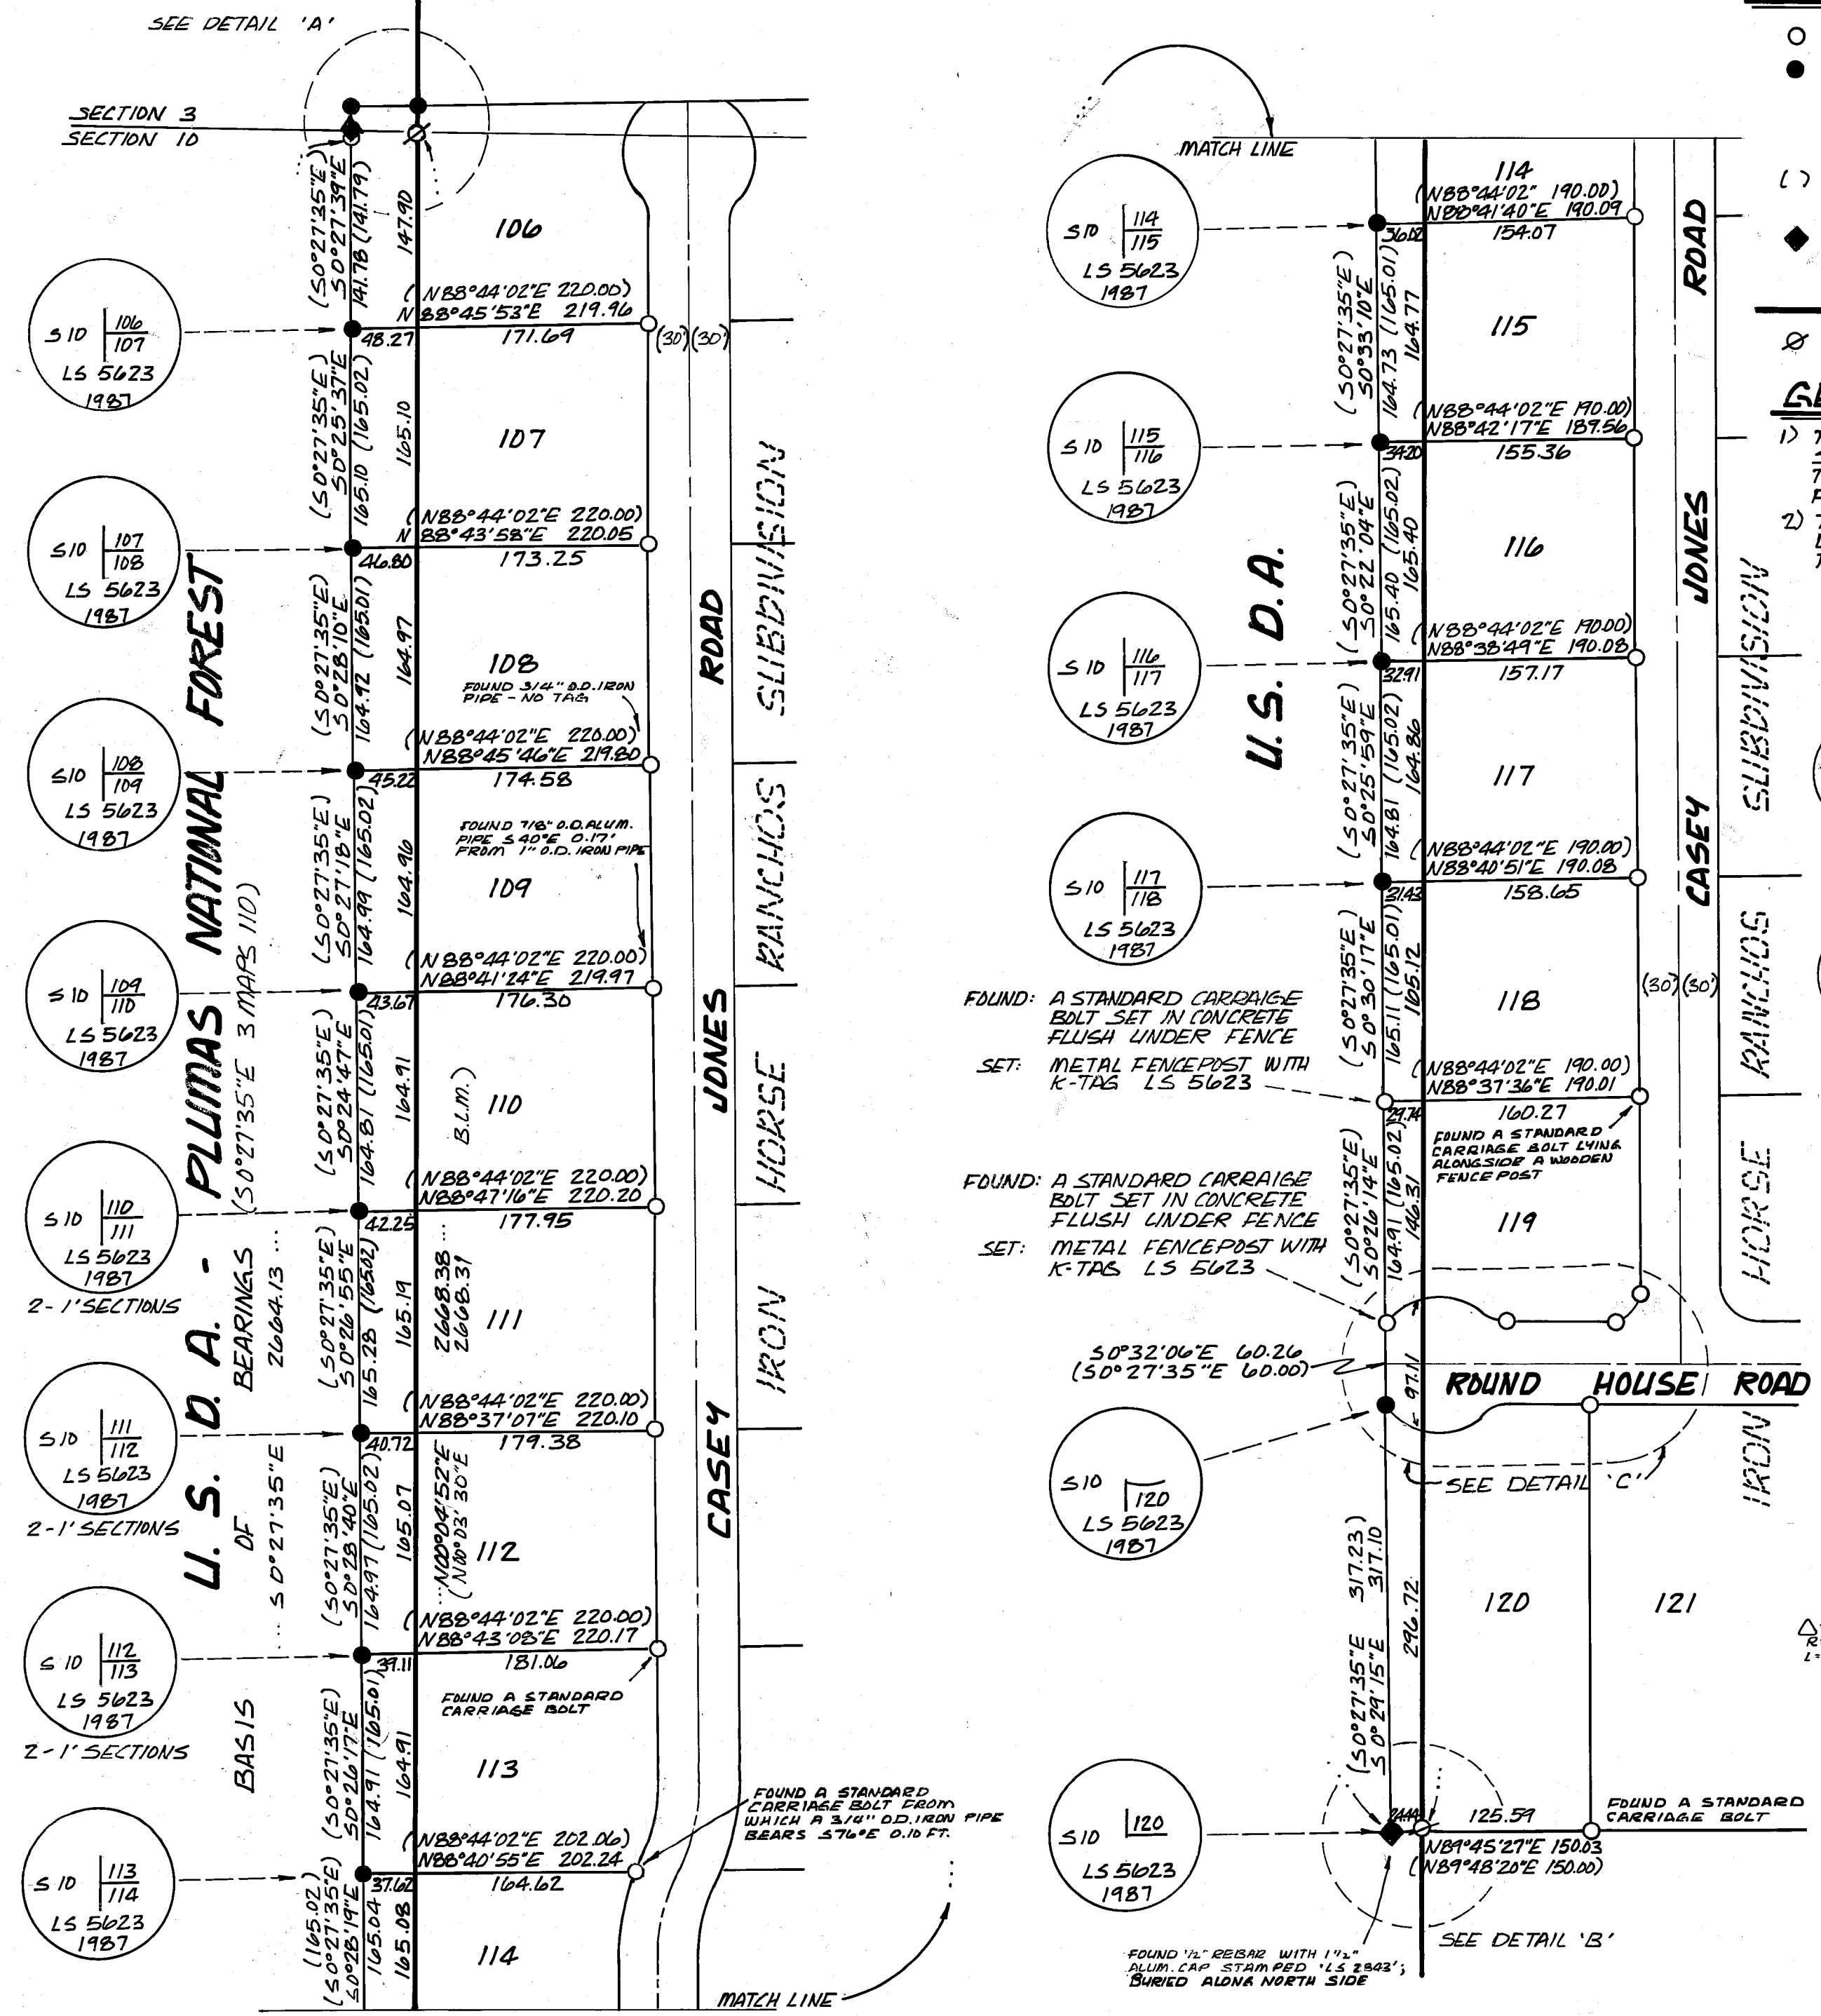 SEE DETAIL 'A'
SECTION 3
SECTION 10
(S0°27'35"E)
S0°27'39"E
141.78 (141.79)
147.90
106
S 10 106
107
LS 5623
1987
(N88°44'02"E 220.00)
N88°45'53"E 219.96
48.27
171.69
(30') (30')
(S0°27'35"E)
S0°25'37"E
165.10 (165.02)
165.10
107
S 10 107
108
LS 5623
1987
(N88°44'02"E 220.00)
N88°43'58"E 220.05
46.80
173.25
(S0°27'35"E)
S0°28'10"E
164.92 (165.01)
164.97
108
FOUND 3/4" O.D. IRON
PIPE - NO TAG
S10 108
109
LS 5623
1987
(N88°44'02"E 220.00)
N88°45'46"E 219.80
45.22
174.58
(S0°27'35"E)
S0°27'18"E
164.99 (165.02)
164.96
FOUND 7/8" O.D. ALUM.
PIPE S40°E 0.17'
FROM 1" O.D. IRON PIPE
109
S 10 109
110
LS 5623
1987
(N88°44'02"E 220.00)
N88°41'24"E 219.97
43.67
176.30
(S0°27'35"E)
S0°24'47"E
164.81 (165.01)
164.91
B.L.M.)
110
S 10 110
111
LS 5623
1987
2-1' SECTIONS
(N88°44'02"E 220.00)
N88°47'16"E 220.20
42.25
177.95
(S0°27'35"E)
S0°26'55"E
165.28 (165.02)
165.19
2668.38 ...
2668.31
111
S 10 111
112
LS 5623
1987
2-1' SECTIONS
(N88°44'02"E 220.00)
N88°37'07"E 220.10
40.72
179.38
(S0°27'35"E)
S0°28'40"E
164.97 (165.02)
165.07
...N00°04'52"E
(N00°03'30"E
112
S 10 112
113
LS 5623
1987
2-1' SECTIONS
(N88°44'02"E 220.00)
N88°43'08"E 220.17
39.11
181.06
FOUND A STANDARD
CARRIAGE BOLT
(S0°27'35"E)
S0°26'17"E
164.91 (165.01)
164.91
113
FOUND A STANDARD
CARRIAGE BOLT FROM
WHICH A 3/4" O.D. IRON PIPE
BEARS S76°E 0.10 FT.
S 10 113
114
LS 5623
1987
(N88°44'02"E 202.06)
N88°40'55"E 202.24
37.62
164.62
(165.02)
(S0°27'35"E)
S0°28'19"E
165.04
165.08
114
MATCH LINE
U. S. D. A. - PLUMAS NATIONAL FOREST
BASIS OF BEARINGS (S0°27'35"E 3 MAPS 110)
... S0°27'35"E 2664.13 ...
CASEY JONES ROAD
IRON HORSE RANCHOS SUBDIVISION
MATCH LINE
114
(N88°44'02" 190.00)
N88°41'40"E 190.09
36.02
154.07
S 10 114
115
LS 5623
1987
(S0°27'35"E)
S0°33'10"E
164.73 (165.01)
164.77
115
S 10 115
116
LS 5623
1987
(N88°44'02"E 190.00)
N88°42'17"E 189.56
34.20
155.36
(S0°27'35"E)
S0°22'04"E
165.40 (165.02)
165.40
116
S 10 116
117
LS 5623
1987
(N88°44'02"E 190.00)
N88°38'49"E 190.08
32.91
157.17
(S0°27'35"E)
S0°25'59"E
164.81 (165.02)
164.86
117
S 10 117
118
LS 5623
1987
(N88°44'02"E 190.00)
N88°40'51"E 190.08
31.43
158.65
(S0°27'35"E)
S0°30'17"E
165.11 (165.01)
165.12
118
(30') (30')
FOUND: A STANDARD CARRAIGE
BOLT SET IN CONCRETE
FLUSH UNDER FENCE
SET: METAL FENCEPOST WITH
K-TAG LS 5623
(N88°44'02"E 190.00)
N88°37'36"E 190.01
29.74
160.27
FOUND A STANDARD
CARRIAGE BOLT LYING
ALONGSIDE A WOODEN
FENCE POST
(S0°27'35"E)
S0°26'14"E
164.91 (165.02)
146.31
119
FOUND: A STANDARD CARRAIGE
BOLT SET IN CONCRETE
FLUSH UNDER FENCE
SET: METAL FENCEPOST WITH
K-TAG LS 5623
S0°32'06"E 60.26
(S0°27'35"E 60.00)
97.11
ROUND HOUSE ROAD
SEE DETAIL 'C'
S 10 120
LS 5623
1987
(S0°27'35"E 317.23)
S0°29'15"E 317.10
296.72
120
121
S 10 120
LS 5623
1987
24.44
125.59
FOUND A STANDARD
CARRIAGE BOLT
N89°45'27"E 150.03
(N89°48'20"E 150.00)
SEE DETAIL 'B'
FOUND 1/2" REBAR WITH 1 1/2"
ALUM. CAP STAMPED 'LS 2843';
BURIED ALONG NORTH SIDE
U. S. D. A.
CASEY JONES ROAD
IRON HORSE RANCHOS SUBDIVISION
( )
GE
1)
2)
R=
L=